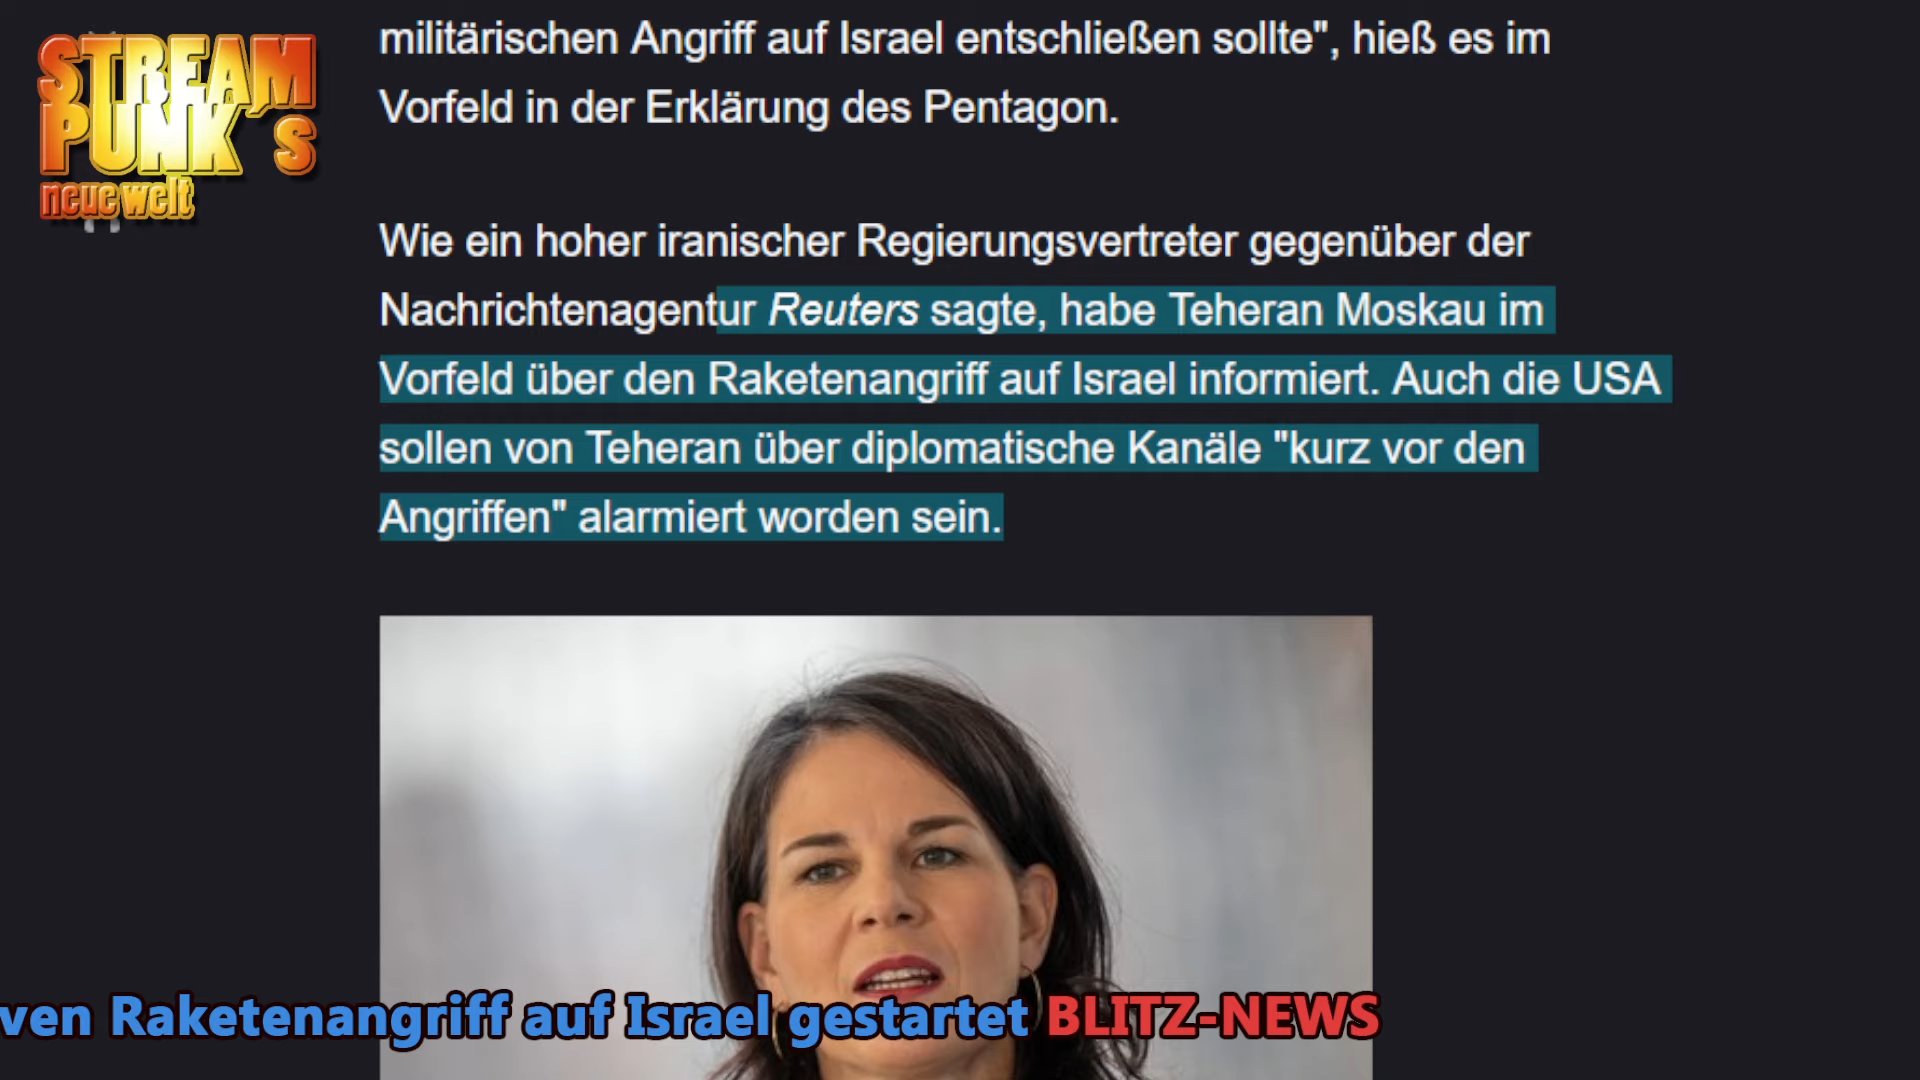 STREAM
PUNK´s
neue welt
militärischen Angriff auf Israel entschließen sollte", hieß es im
Vorfeld in der Erklärung des Pentagon.
Wie ein hoher iranischer Regierungsvertreter gegenüber der
Nachrichtenagentur Reuters sagte, habe Teheran Moskau im
Vorfeld über den Raketenangriff auf Israel informiert. Auch die USA
sollen von Teheran über diplomatische Kanäle "kurz vor den
Angriffen" alarmiert worden sein.
ven Raketenangriff auf Israel gestartet BLITZ-NEWS